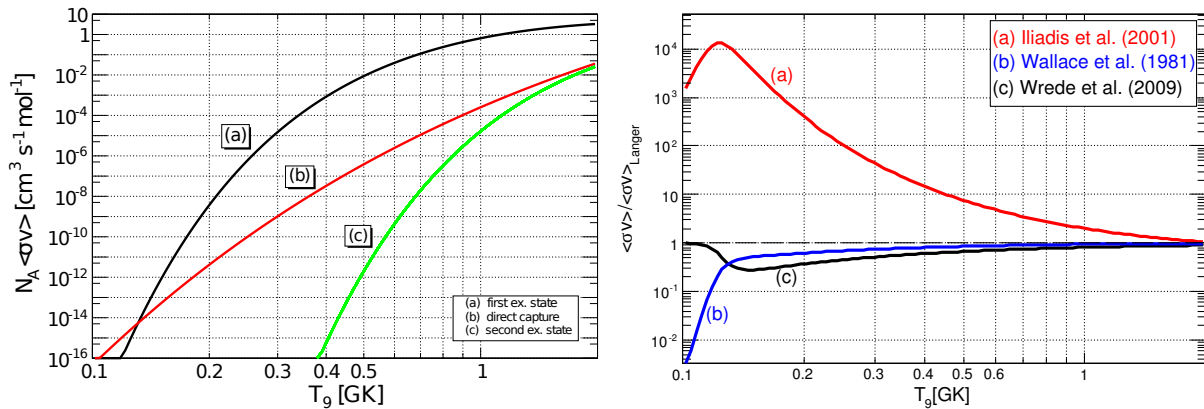 N_A <σv> [cm^3 s^-1 mol^-1]
1
10^-2
10^-4
10^-6
10^-8
10^-10
10^-12
10^-14
10^-16
(a)
(b)
(c)
(a) first ex. state
(b) direct capture
(c) second ex. state
0.1 0.2 0.3 0.4 0.5 1
T_9 [GK]
<σv>/<σv>_Langer
10^4
10^3
10^2
10
1
10^-1
10^-2
(a) Iliadis et al. (2001)
(b) Wallace et al. (1981)
(c) Wrede et al. (2009)
(a)
(c)
(b)
0.1 0.2 0.3 0.4 0.5 0.6 1
T_9[GK]